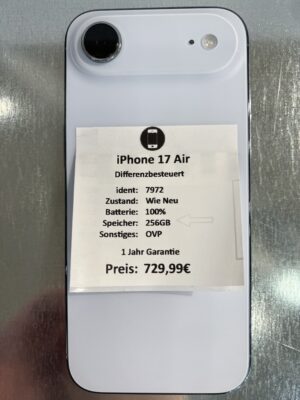 iPhone 17 Air
Differenzbesteuert
ident: 7972
Zustand: Wie Neu
Batterie: 100%
Speicher: 256GB
Sonstiges: OVP
1 Jahr Garantie
Preis: 729,99€